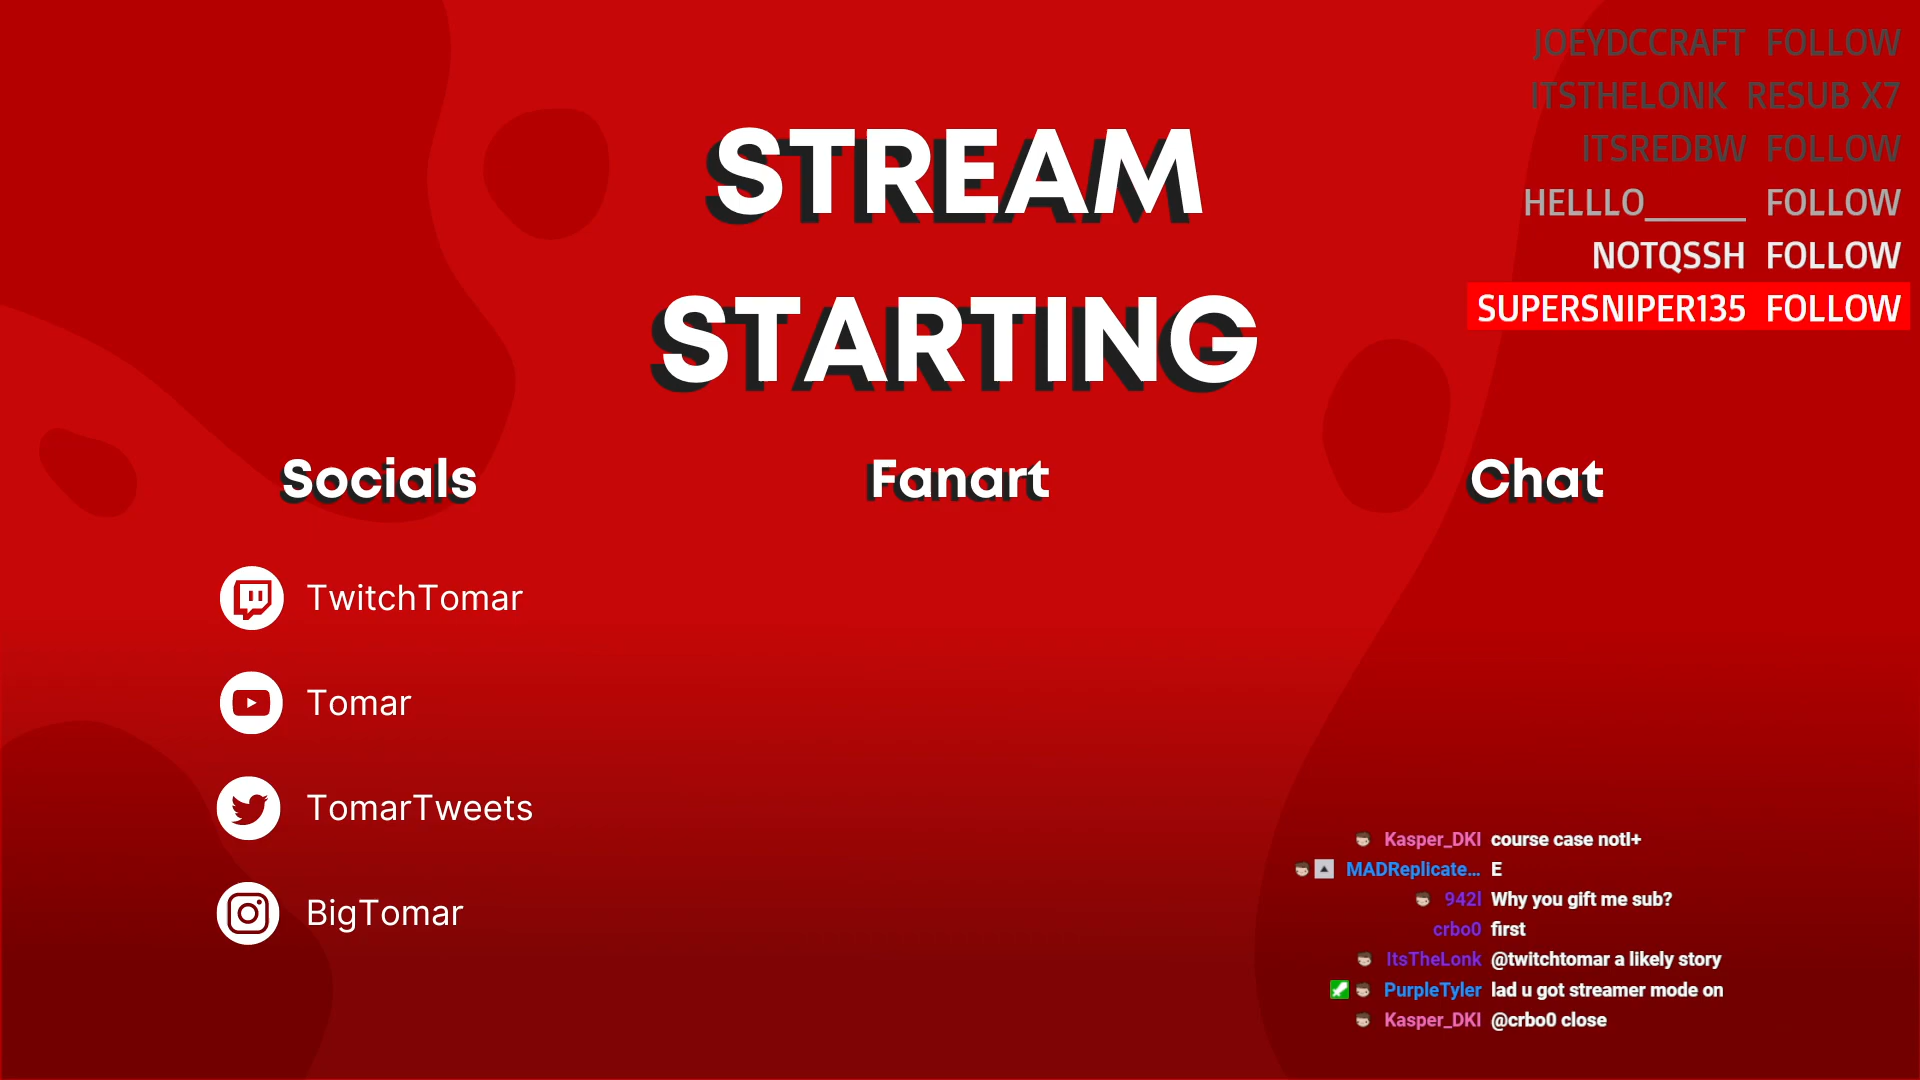 JOEYDCCRAFT FOLLOW
ITSTHELONK RESUB X7
ITSREDBW FOLLOW
HELLLO______ FOLLOW
NOTQSSH FOLLOW
SUPERSNIPER135 FOLLOW
STREAM
STARTING
Socials
Fanart
Chat
TwitchTomar
Tomar
TomarTweets
BigTomar
Kasper_DKI course case notl+
MADReplicate... E
942l Why you gift me sub?
crbo0 first
ItsTheLonk @twitchtomar a likely story
PurpleTyler lad u got streamer mode on
Kasper_DKI @crbo0 close